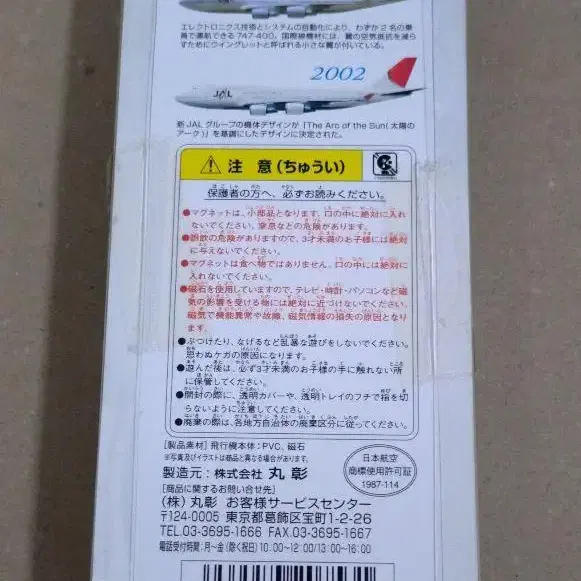 エレクトロニクス技術とシステムの自動化により、わずか2名の乗
員で運航できる747-400。国際線機材には、翼の空気抵抗を減ら
すためにウイングレットと呼ばれる小さな翼が付いている。
2002
JAL
新JALグループの機体デザインが「The Arc of the Sun(太陽の
アーク)」を基調にしたデザインに決定された。
注意(ちゅうい)
保護者の方へ、必ずお読みください。
●マグネットは、小部品となります。口の中に絶対に入れ
ないでください。窒息などの危険があります。
●誤飲の危険がありますので、3才未満のお子様には絶対
に与えないでください。
●マグネットは食べ物ではありません。口の中には絶対
入れないでください。
●磁石を使用していますので、テレビ・時計・パソコンなど磁
気の影響を受ける物には絶対に近づけないでください。
磁気で機能異常や故障、磁気情報の損失の原因となりま
す。
●ぶつけたり、なげるなど乱暴な遊びをしないでください。
思わぬケガの原因になります。
●遊んだ後は、必ず3才未満のお子様の手に触れない所
に保管してください。
●開封の際に、透明カバーや、透明トレイのフチで指を切
らないように注意してください。
●廃棄の際は、各地方自治体の廃棄区分に従ってください。
[製品素材] 飛行機本体:PVC、磁石
※写真及びイラストは商品と異なる場合があります。
製造元:株式会社 丸彰
[商品に関するお問い合せ先]
(株)丸彰 お客様サービスセンター
〒124-0005 東京都葛飾区宝町1-2-26
TEL.03-3695-1666 FAX.03-3695-1667
電話受付時間:月~金(除く祝日)10:00~12:00/13:00~16:00
日本航空
商標使用許可証
1987-114